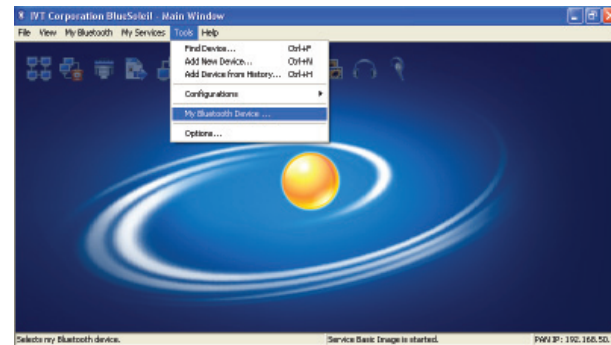 IVT Corporation BlueSoleil - Main Window
File View My Bluetooth My Services Tools Help
Find Device... Ctrl+F
Add New Device... Ctrl+N
Add Device from History... Ctrl+H
Configurations
My Bluetooth Device ...
Options...
Selects my Bluetooth device. Service Basic Image is started. PAN IP: 192.168.50.